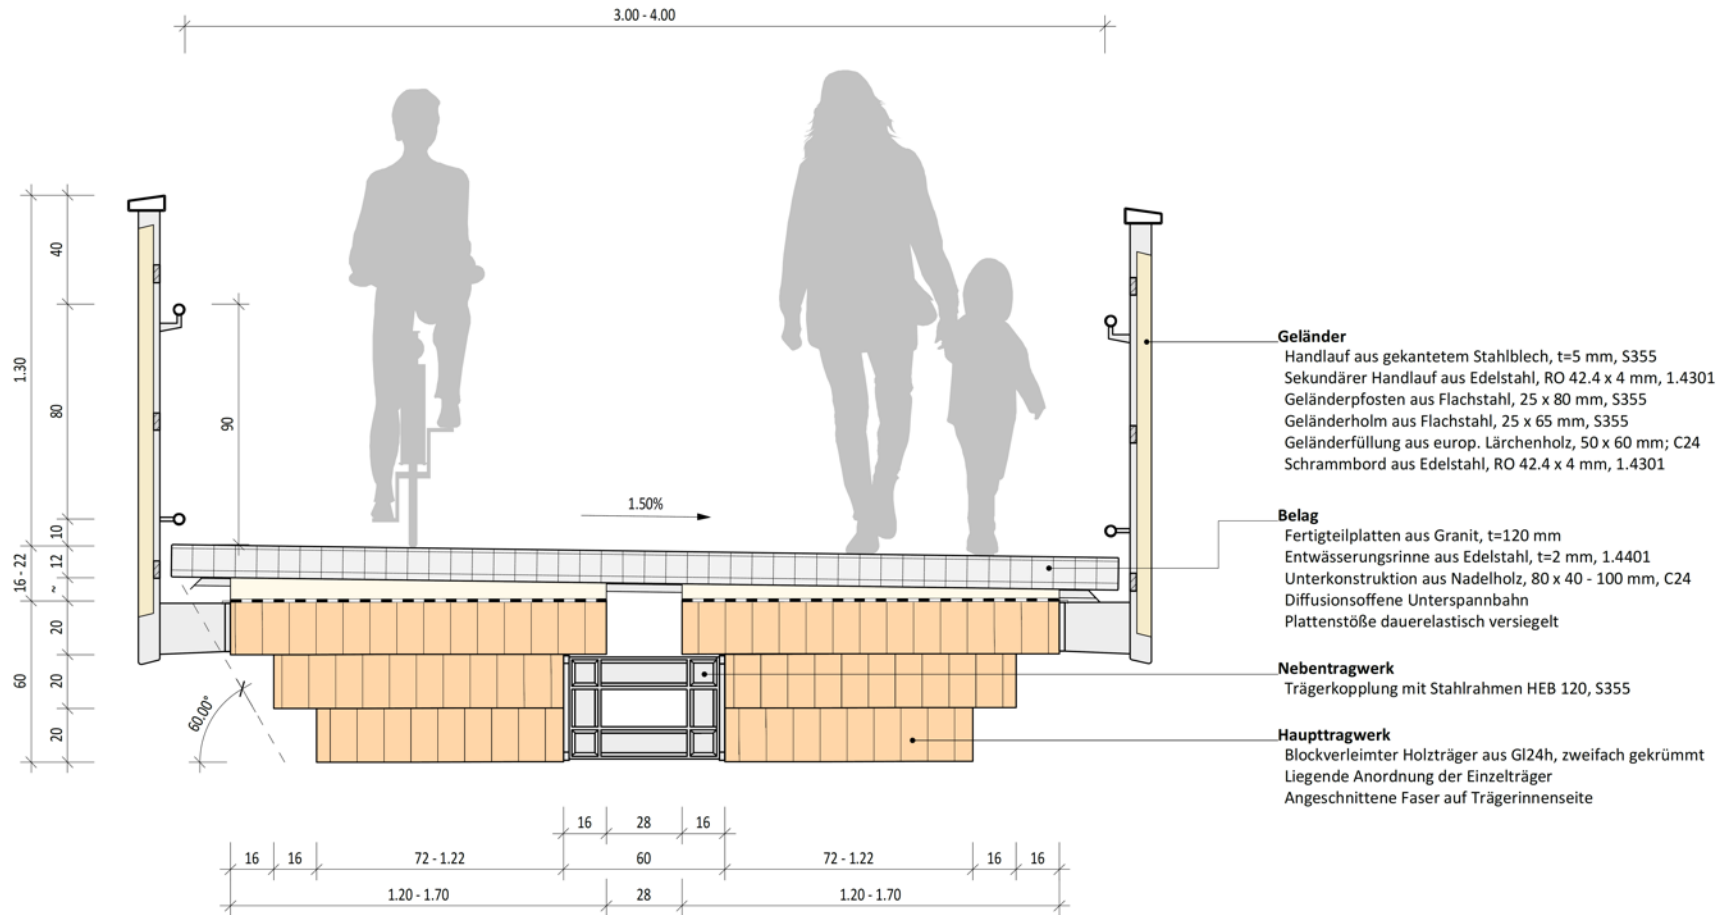 3.00 - 4.00
40
1.30
80
90
10
12
16 - 22
~
20
60
20
20
60.00°
1.50%
Geländer
Handlauf aus gekantetem Stahlblech, t=5 mm, S355
Sekundärer Handlauf aus Edelstahl, RO 42.4 x 4 mm, 1.4301
Geländerpfosten aus Flachstahl, 25 x 80 mm, S355
Geländerholm aus Flachstahl, 25 x 65 mm, S355
Geländerfüllung aus europ. Lärchenholz, 50 x 60 mm; C24
Schrammbord aus Edelstahl, RO 42.4 x 4 mm, 1.4301
Belag
Fertigteilplatten aus Granit, t=120 mm
Entwässerungsrinne aus Edelstahl, t=2 mm, 1.4401
Unterkonstruktion aus Nadelholz, 80 x 40 - 100 mm, C24
Diffusionsoffene Unterspannbahn
Plattenstöße dauerelastisch versiegelt
Nebentragwerk
Trägerkopplung mit Stahlrahmen HEB 120, S355
Haupttragwerk
Blockverleimter Holzträger aus Gl24h, zweifach gekrümmt
Liegende Anordnung der Einzelträger
Angeschnittene Faser auf Trägerinnenseite
16 28 16
16 16 72 - 1.22 60 72 - 1.22 16 16
1.20 - 1.70 28 1.20 - 1.70